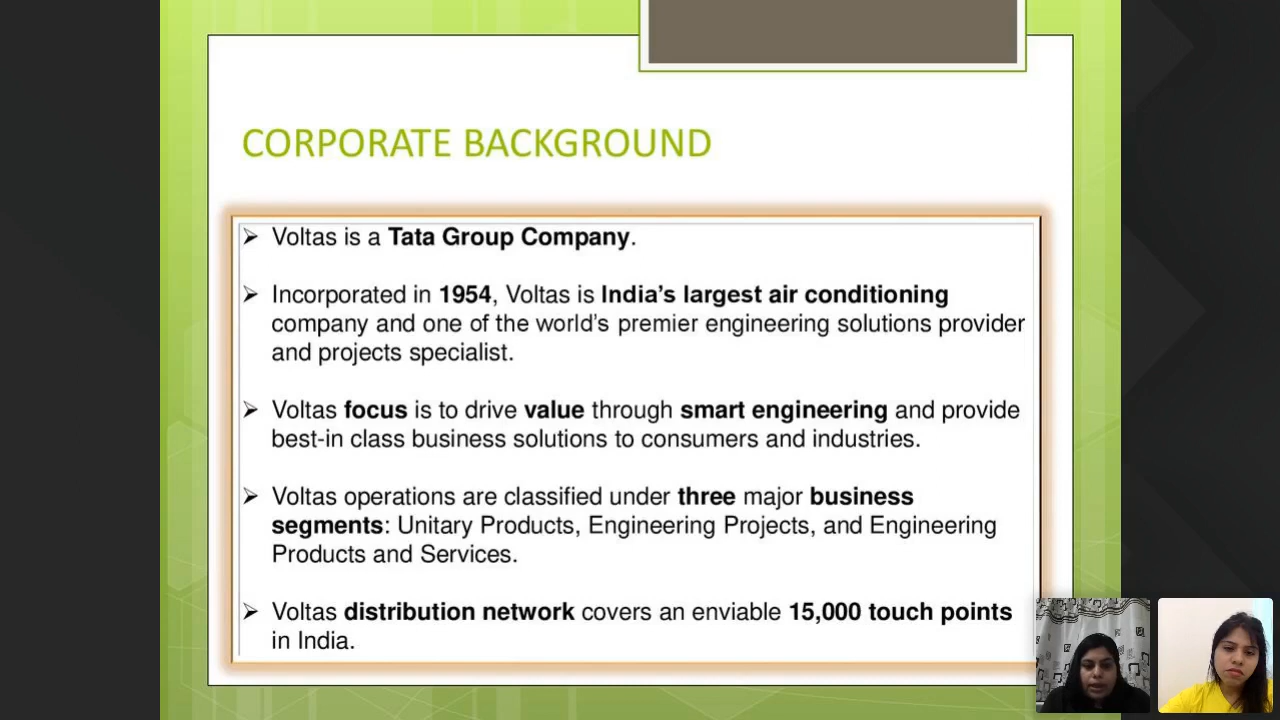 CORPORATE BACKGROUND
➢ Voltas is a Tata Group Company.
➢ Incorporated in 1954, Voltas is India's largest air conditioning
company and one of the world's premier engineering solutions provider
and projects specialist.
➢ Voltas focus is to drive value through smart engineering and provide
best-in class business solutions to consumers and industries.
➢ Voltas operations are classified under three major business
segments: Unitary Products, Engineering Projects, and Engineering
Products and Services.
➢ Voltas distribution network covers an enviable 15,000 touch points
in India.